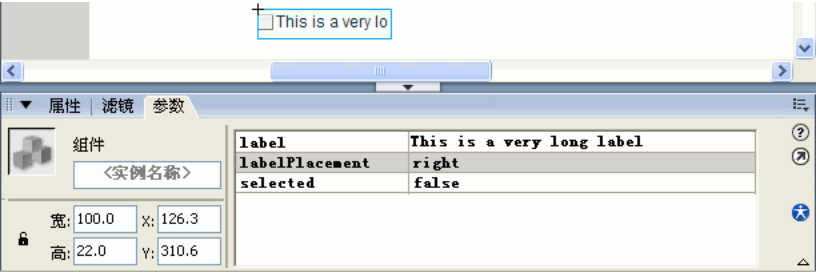 This is a very lo
属性 滤镜 参数
组件
<实例名称>
label This is a very long label
labelPlacement right
selected false
宽: 100.0 X: 126.3
高: 22.0 Y: 310.6